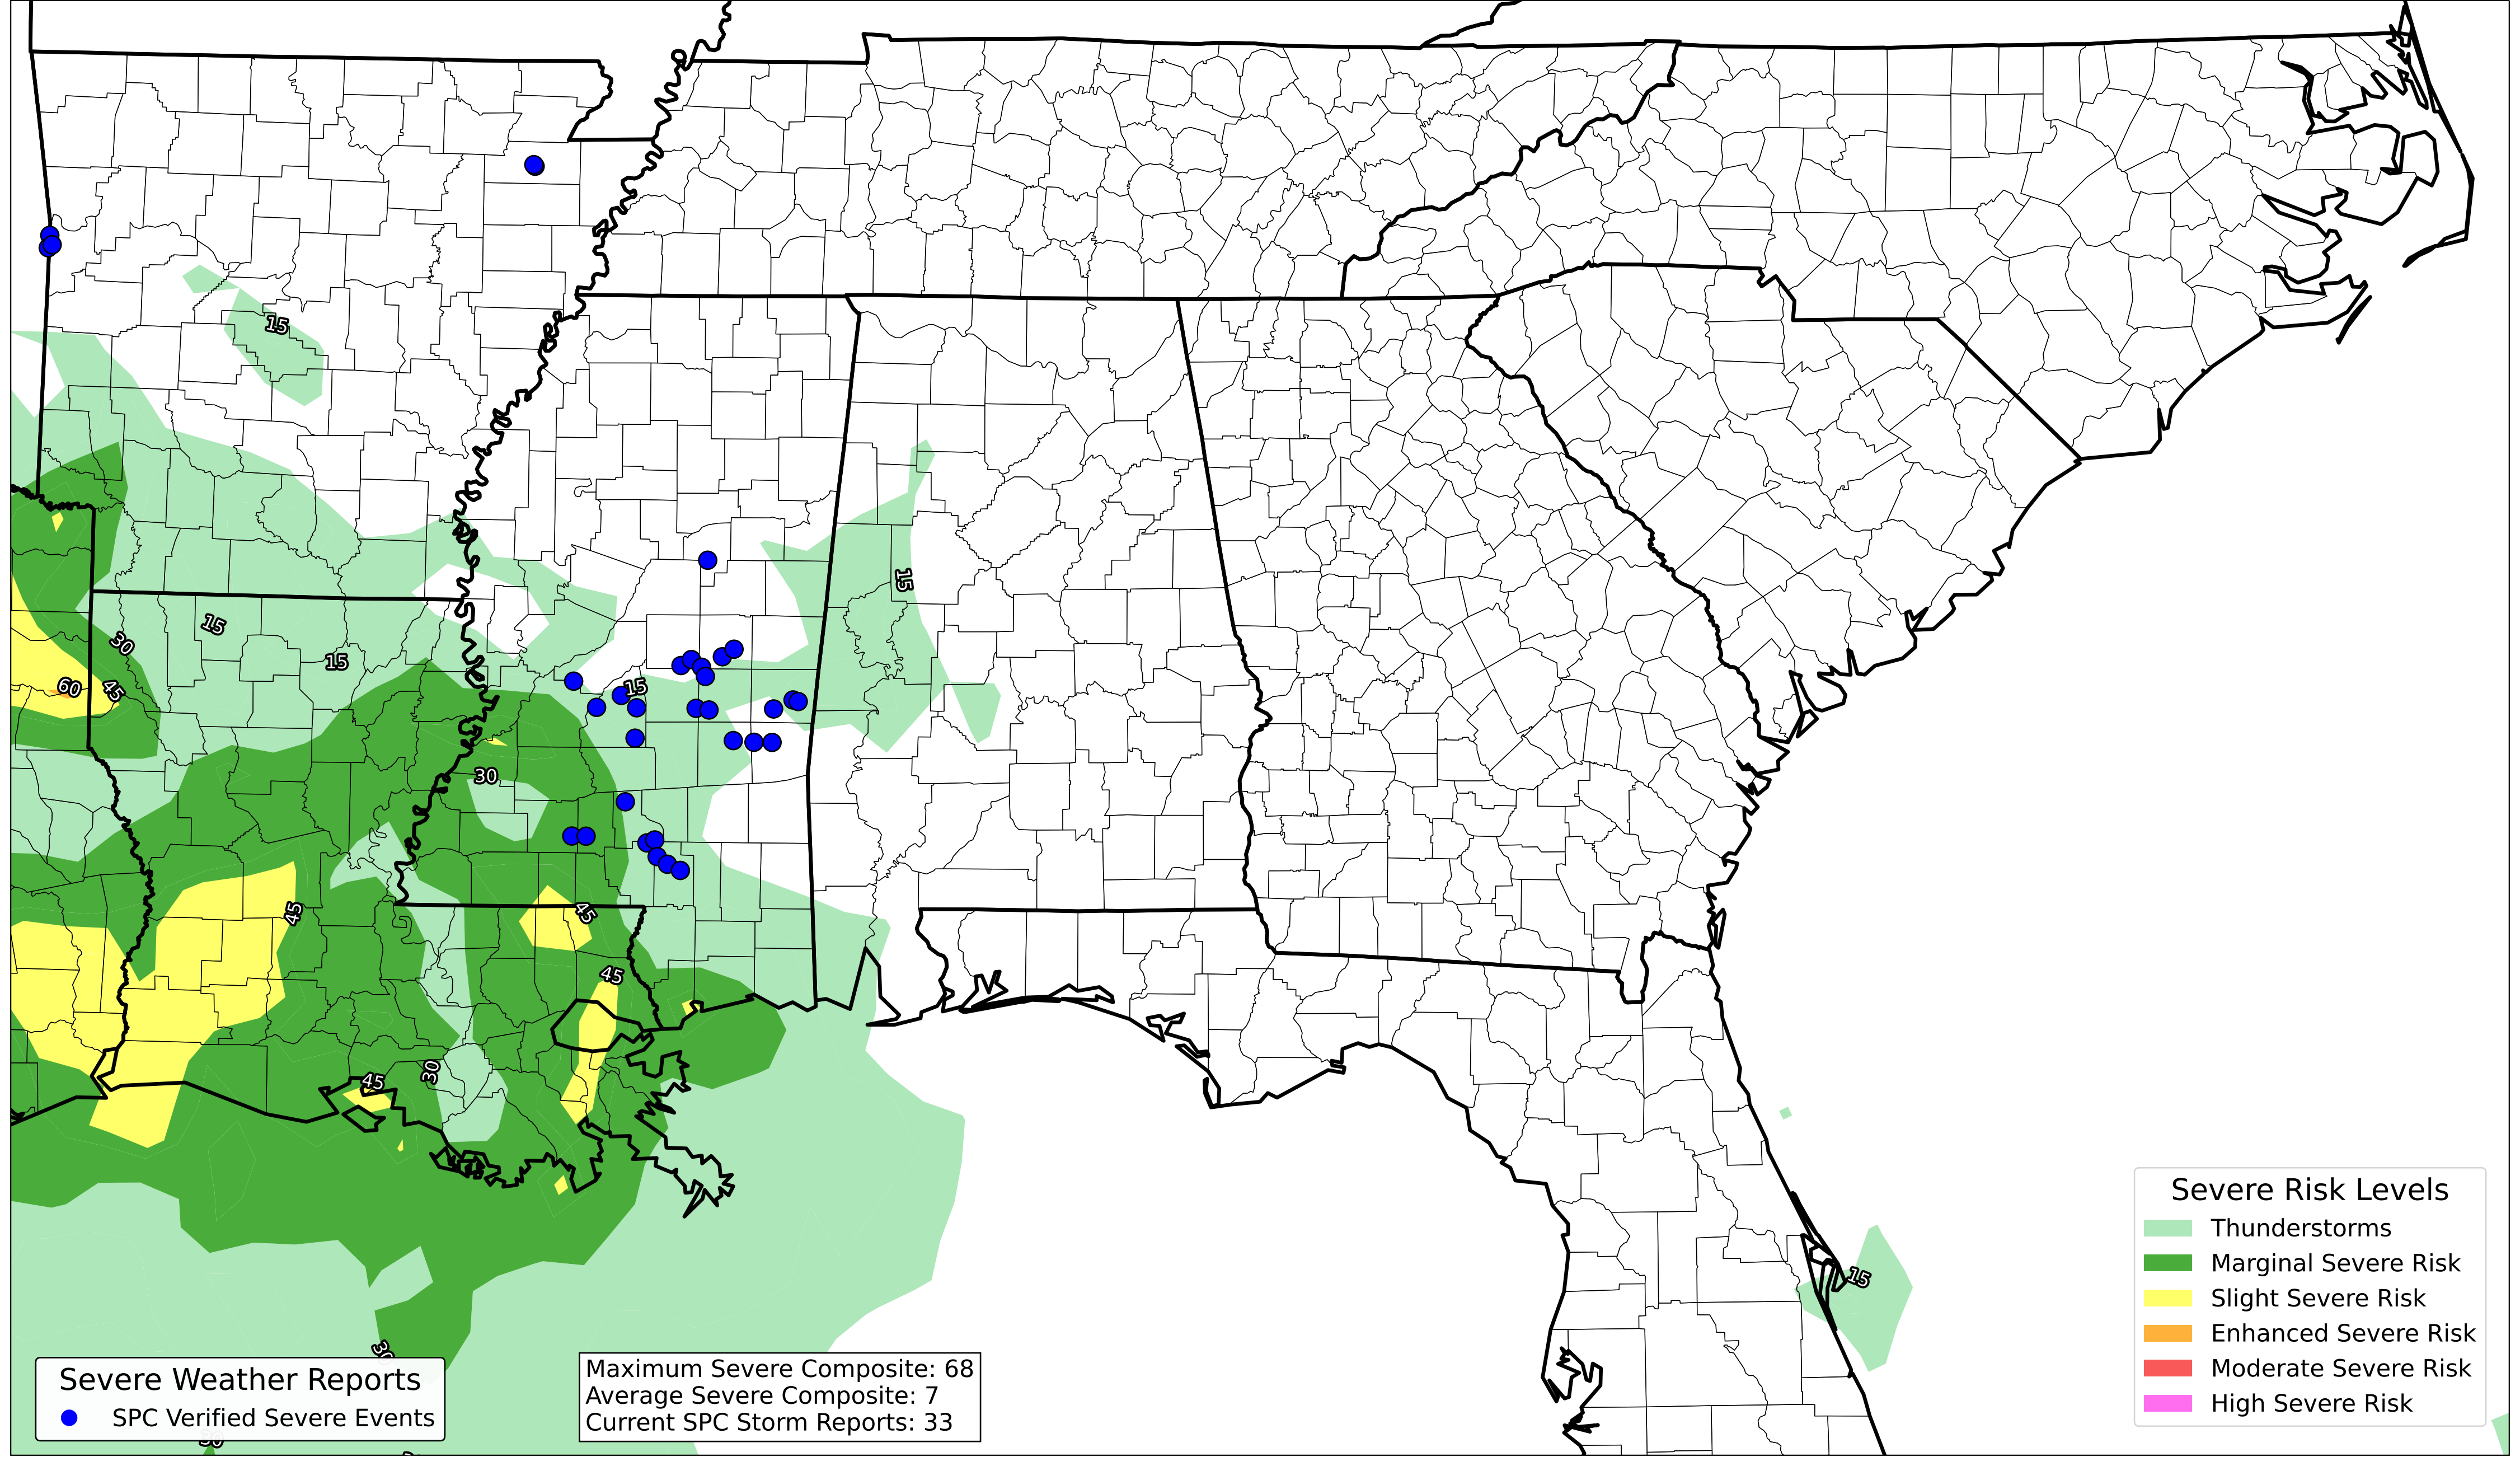 15
15
15
30
15
60
45
15
30
45
45
45
45
30
15
30
30
Severe Weather Reports
SPC Verified Severe Events
Maximum Severe Composite: 68
Average Severe Composite: 7
Current SPC Storm Reports: 33
Severe Risk Levels
Thunderstorms
Marginal Severe Risk
Slight Severe Risk
Enhanced Severe Risk
Moderate Severe Risk
High Severe Risk